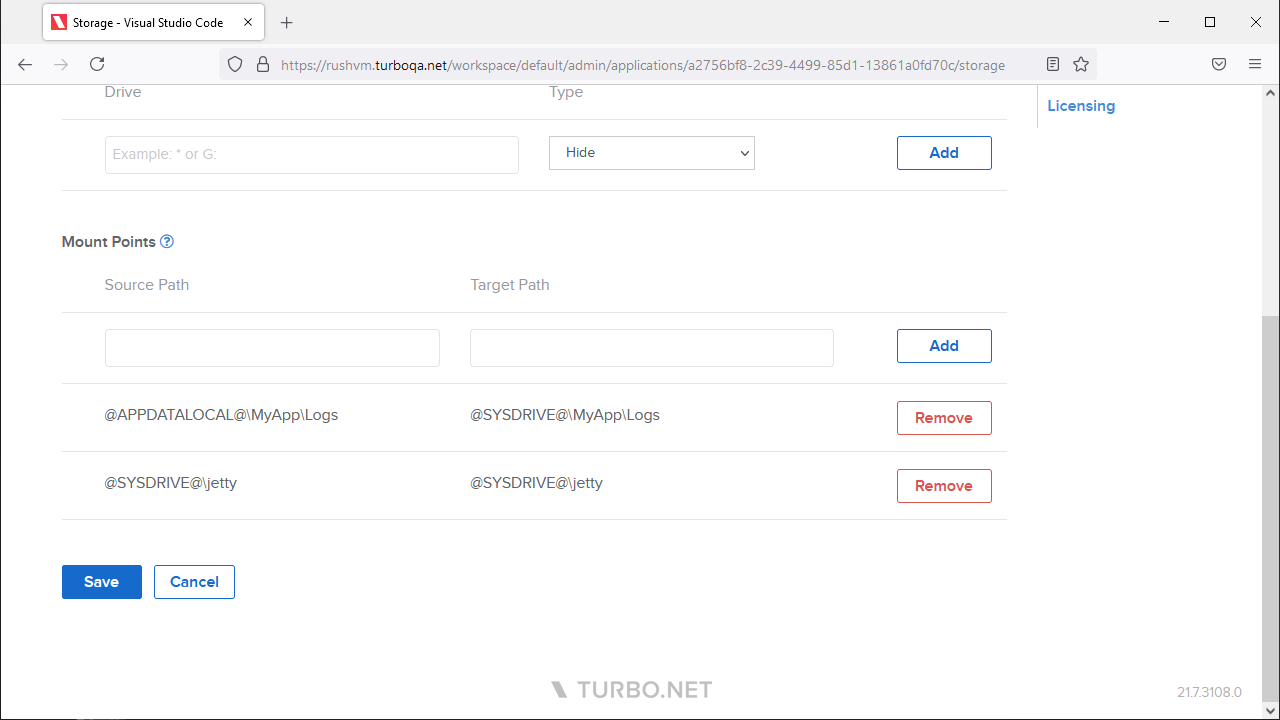 Storage - Visual Studio Code
https://rushvm.turboqa.net/workspace/default/admin/applications/a2756bf8-2c39-4499-85d1-13861a0fd70c/storage
Drive Type
Licensing
Example: * or G: Hide Add
Mount Points ?
Source Path Target Path
Add
@APPDATALOCAL@\MyApp\Logs @SYSDRIVE@\MyApp\Logs Remove
@SYSDRIVE@\jetty @SYSDRIVE@\jetty Remove
Save Cancel
TURBO.NET
21.7.3108.0